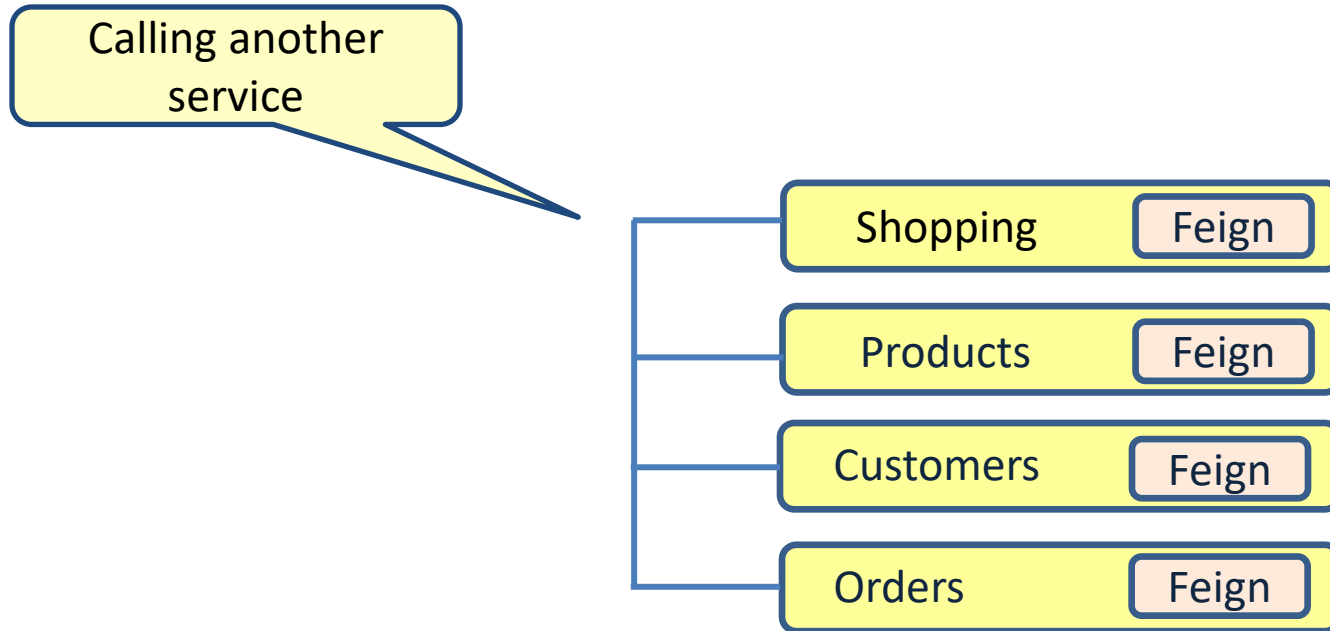 Calling another
service
Shopping Feign
Products Feign
Customers Feign
Orders Feign